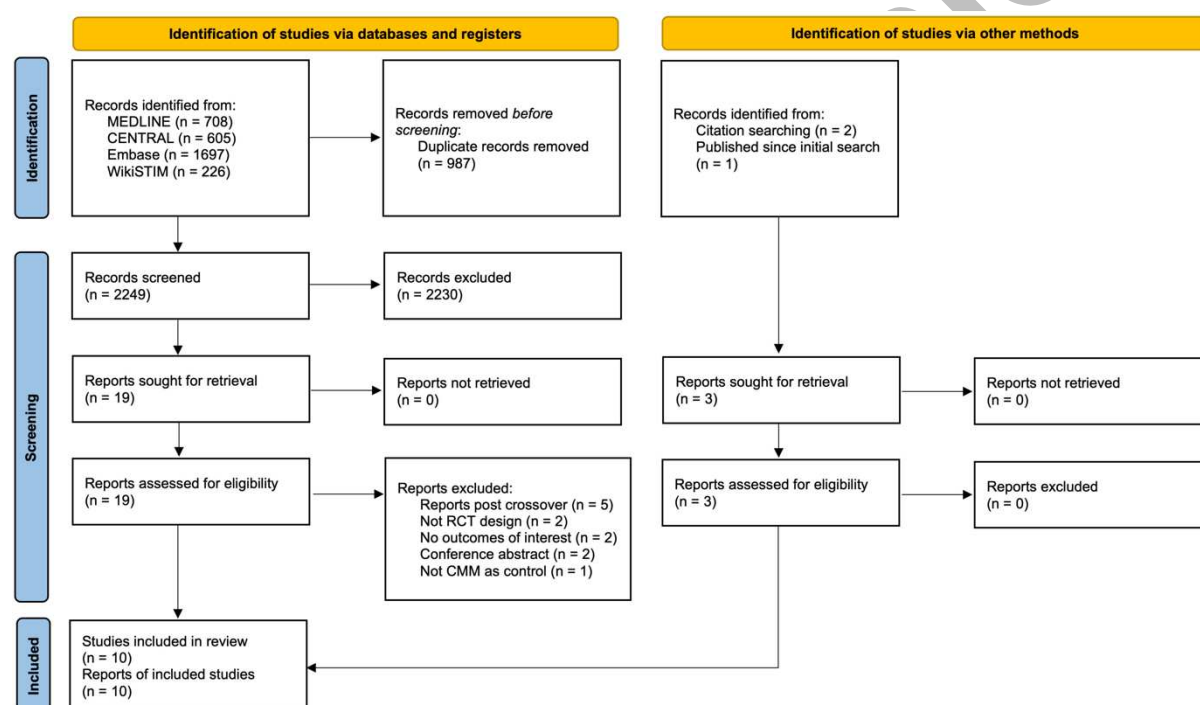 Identification of studies via databases and registers
Identification of studies via other methods
Identification
Records identified from:
MEDLINE (n = 708)
CENTRAL (n = 605)
Embase (n = 1697)
WikiSTIM (n = 226)
Records removed before
screening:
Duplicate records removed
(n = 987)
Records identified from:
Citation searching (n = 2)
Published since initial search
(n = 1)
Screening
Records screened
(n = 2249)
Records excluded
(n = 2230)
Reports sought for retrieval
(n = 19)
Reports not retrieved
(n = 0)
Reports sought for retrieval
(n = 3)
Reports not retrieved
(n = 0)
Reports assessed for eligibility
(n = 19)
Reports excluded:
Reports post crossover (n = 5)
Not RCT design (n = 2)
No outcomes of interest (n = 2)
Conference abstract (n = 2)
Not CMM as control (n = 1)
Reports assessed for eligibility
(n = 3)
Reports excluded
(n = 0)
Included
Studies included in review
(n = 10)
Reports of included studies
(n = 10)